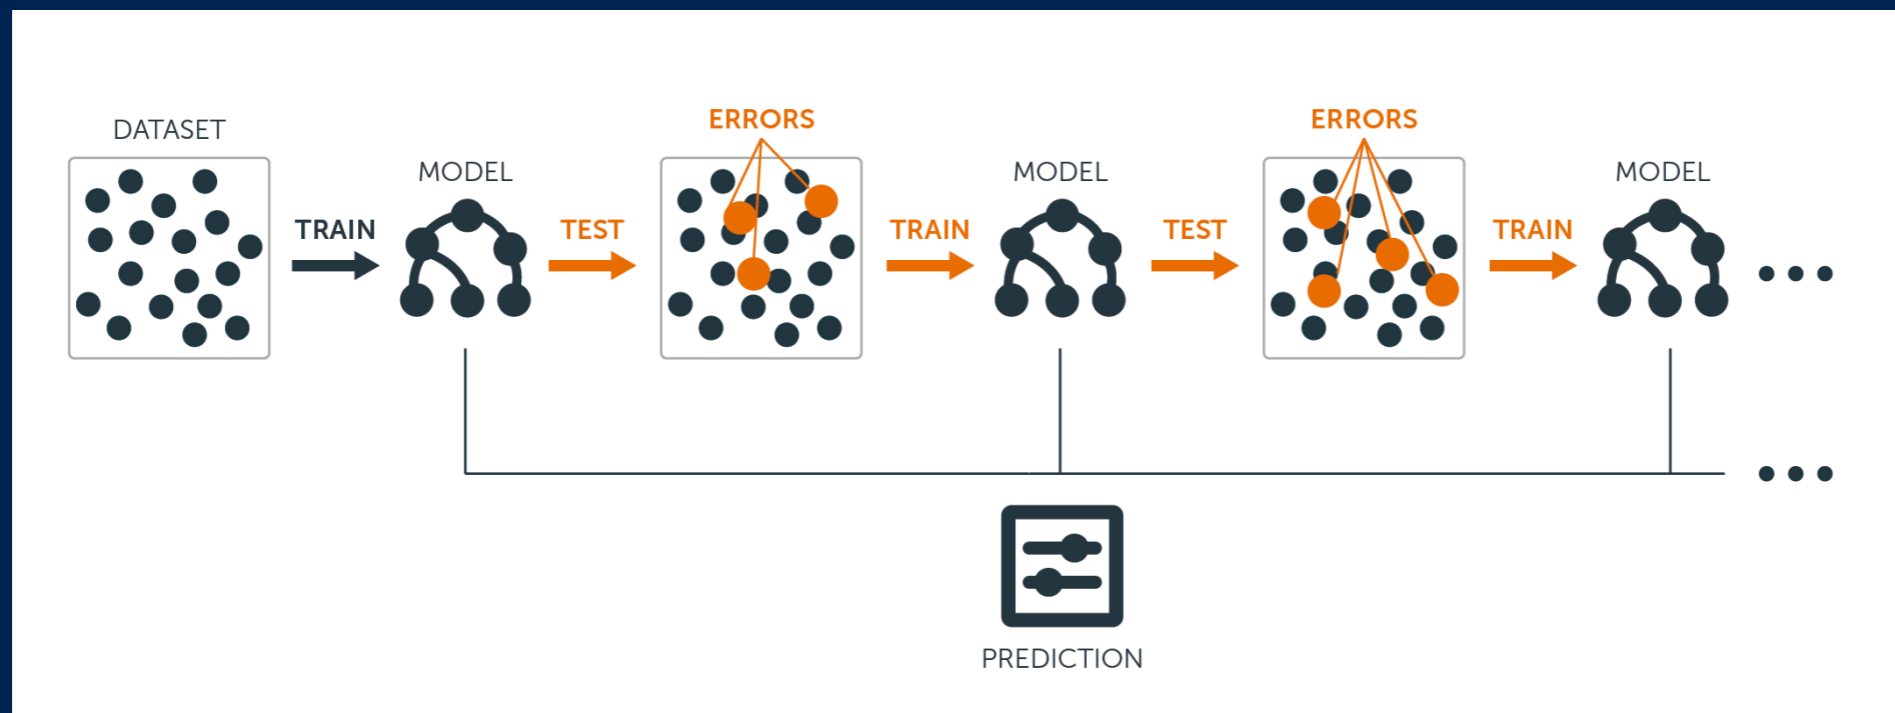 DATASET
MODEL
ERRORS
MODEL
ERRORS
MODEL
TRAIN
TEST
TRAIN
TEST
TRAIN
PREDICTION